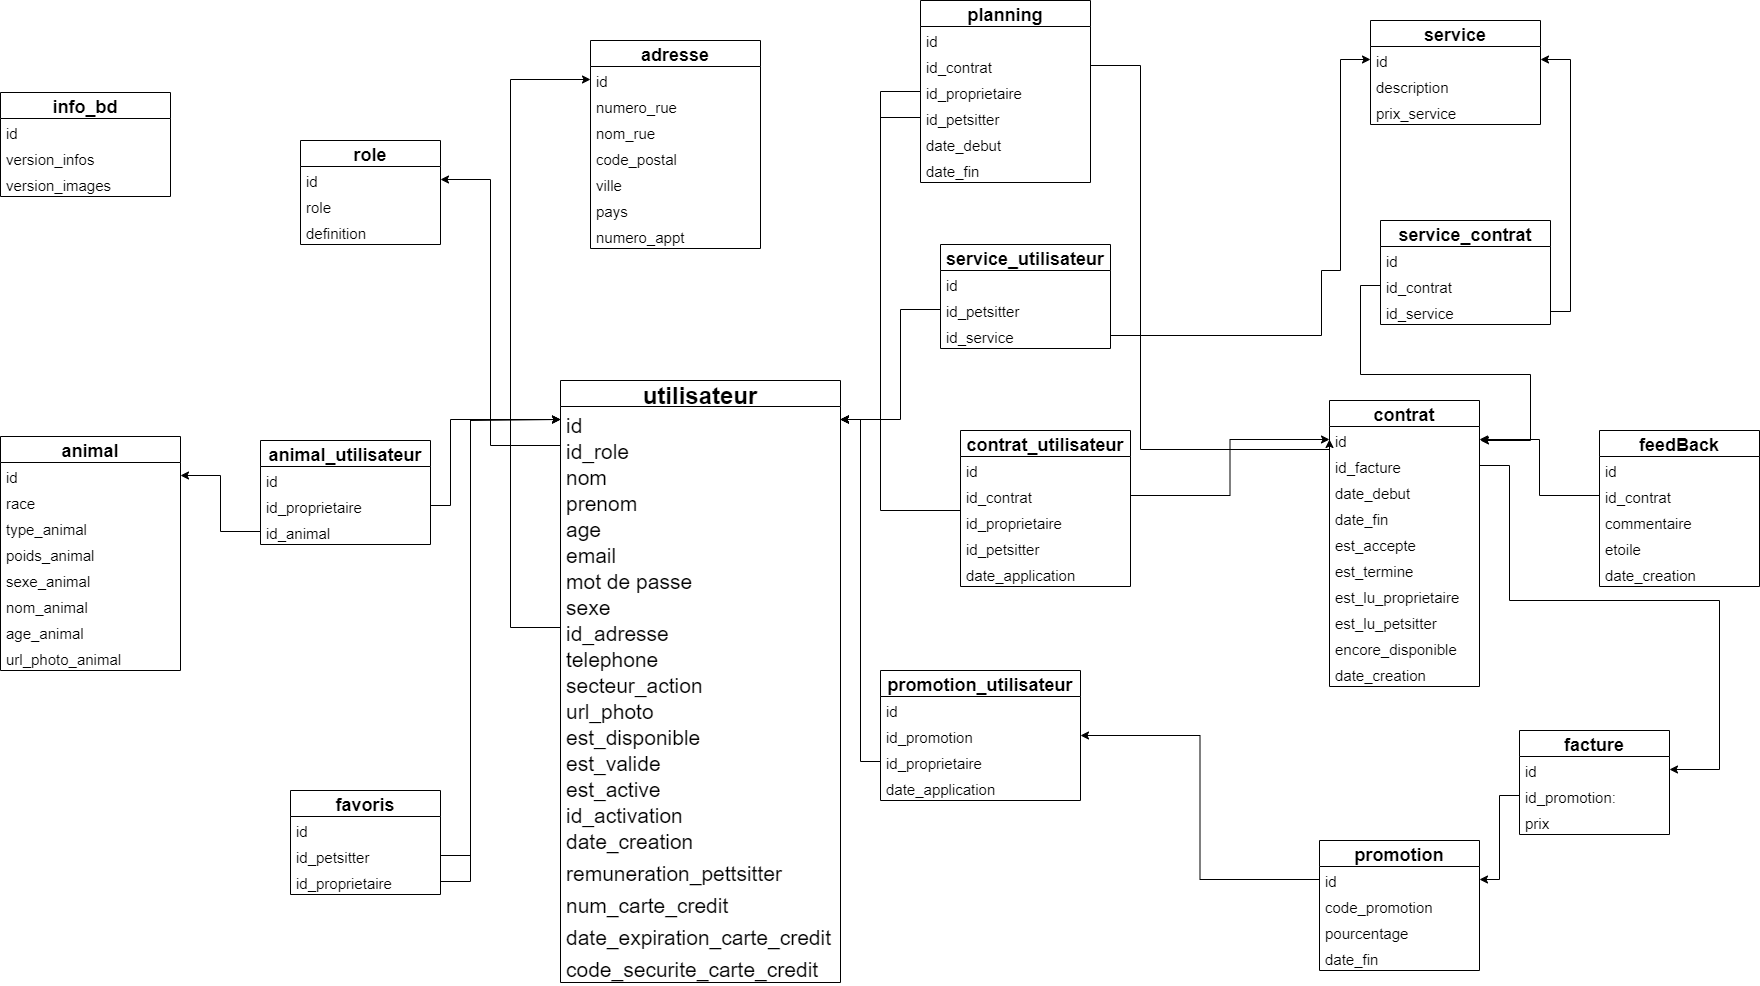 planning
id
id_contrat
id_proprietaire
id_petsitter
date_debut
date_fin
service
id
description
prix_service
adresse
id
numero_rue
nom_rue
code_postal
ville
pays
numero_appt
info_bd
id
version_infos
version_images
role
id
role
definition
service_contrat
id
id_contrat
id_service
service_utilisateur
id
id_petsitter
id_service
utilisateur
id
id_role
nom
prenom
age
email
mot de passe
sexe
id_adresse
telephone
secteur_action
url_photo
est_disponible
est_valide
est_active
id_activation
date_creation
remuneration_pettsitter
num_carte_credit
date_expiration_carte_credit
code_securite_carte_credit
contrat
id
id_facture
date_debut
date_fin
est_accepte
est_termine
est_lu_proprietaire
est_lu_petsitter
encore_disponible
date_creation
contrat_utilisateur
id
id_contrat
id_proprietaire
id_petsitter
date_application
feedBack
id
id_contrat
commentaire
etoile
date_creation
animal
id
race
type_animal
poids_animal
sexe_animal
nom_animal
age_animal
url_photo_animal
animal_utilisateur
id
id_proprietaire
id_animal
promotion_utilisateur
id
id_promotion
id_proprietaire
date_application
facture
id
id_promotion:
prix
favoris
id
id_petsitter
id_proprietaire
promotion
id
code_promotion
pourcentage
date_fin